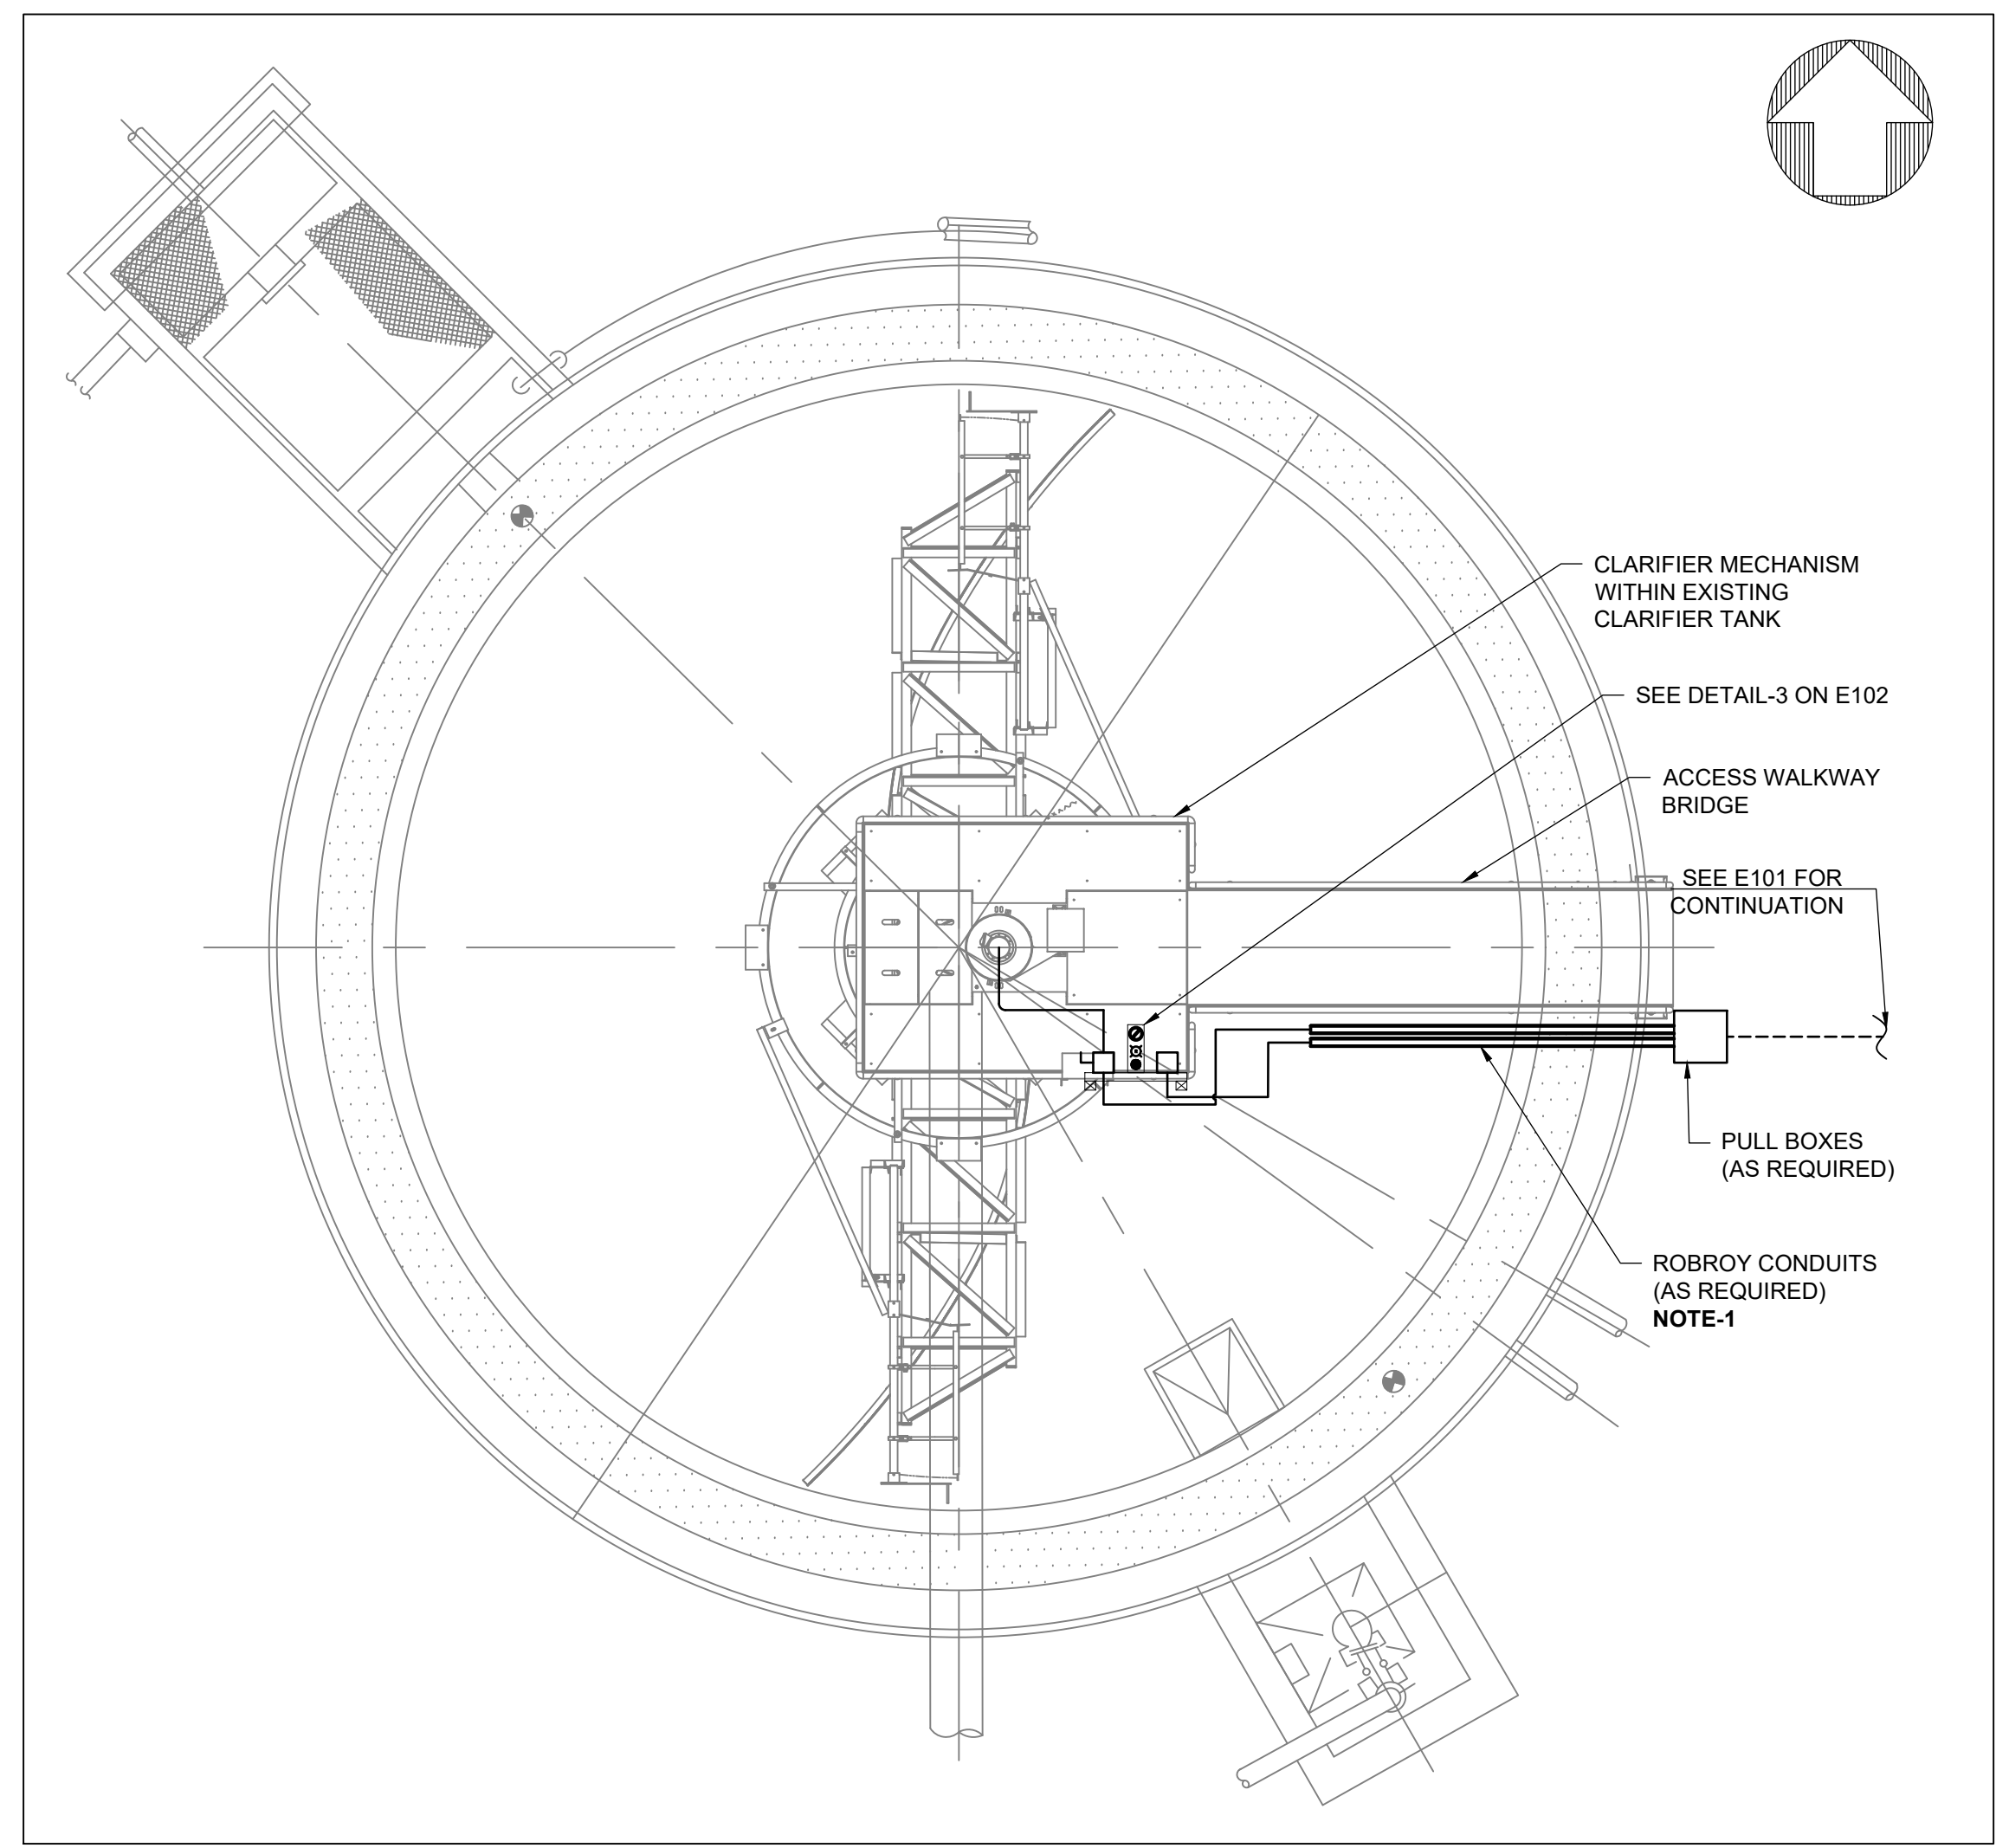 CLARIFIER MECHANISM
WITHIN EXISTING
CLARIFIER TANK
SEE DETAIL-3 ON E102
ACCESS WALKWAY
BRIDGE
SEE E101 FOR
CONTINUATION
PULL BOXES
(AS REQUIRED)
ROBROY CONDUITS
(AS REQUIRED)
NOTE-1